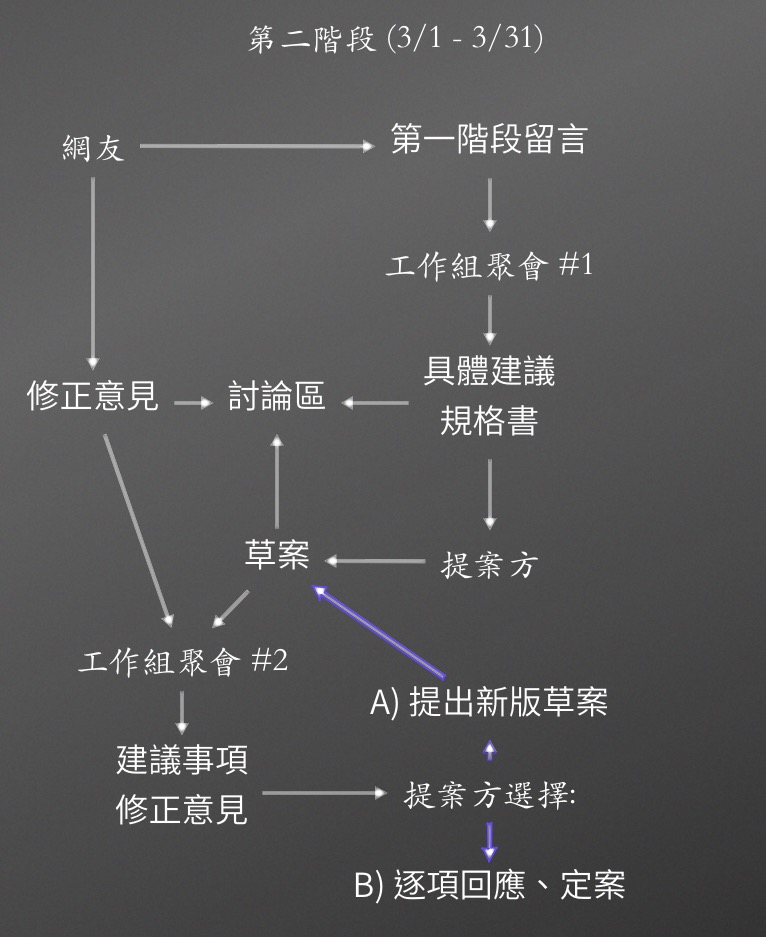 第二階段 (3/1 - 3/31)
網友
第一階段留言
工作組聚會 #1
具體建議
規格書
修正意見
討論區
草案
提案方
工作組聚會 #2
A) 提出新版草案
建議事項
修正意見
提案方選擇:
B) 逐項回應、定案